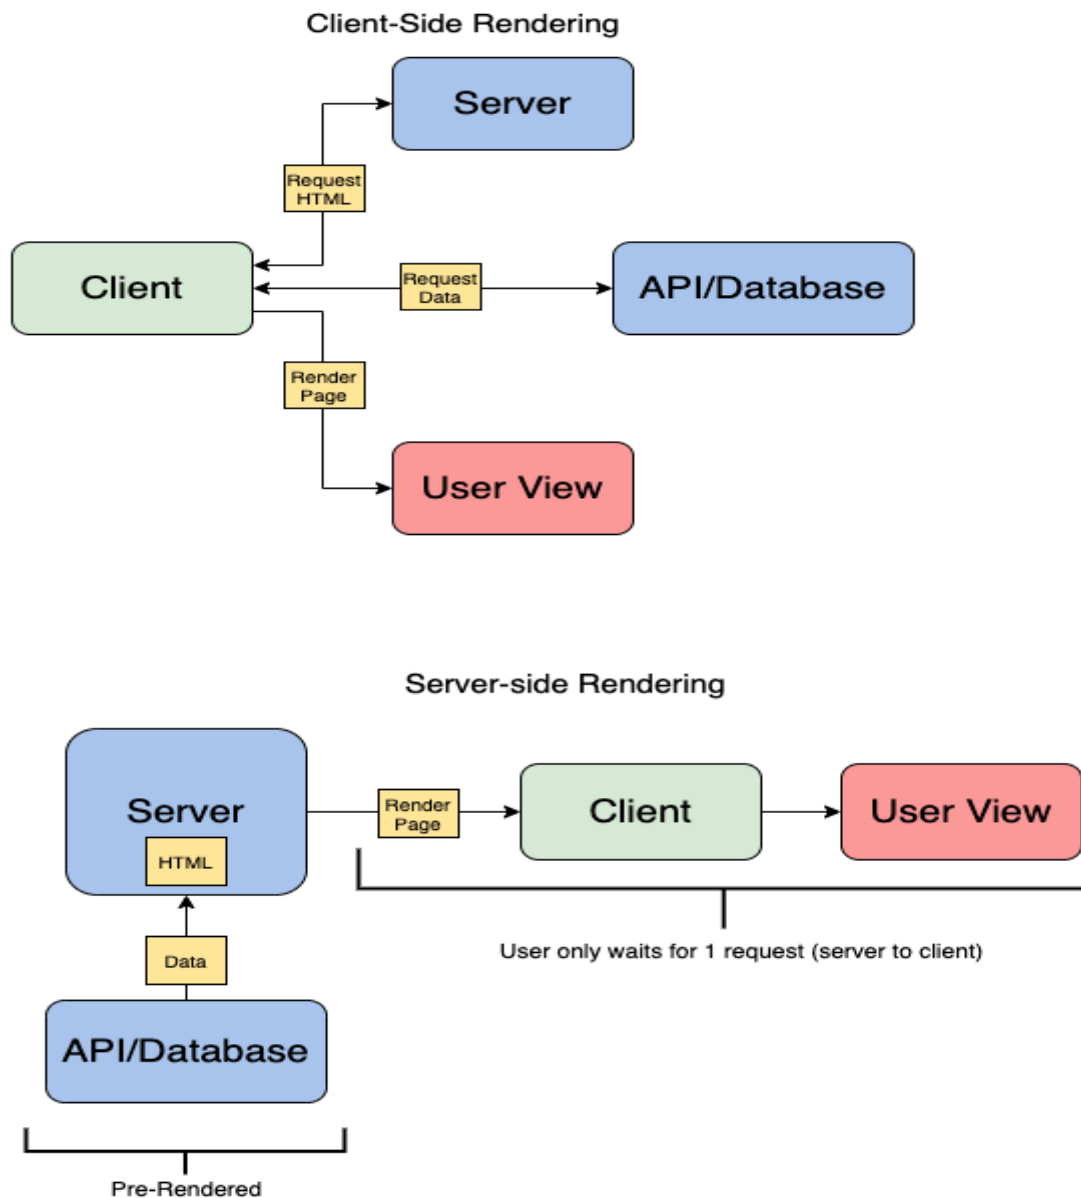 Client-Side Rendering
Server
Request
HTML
Client
Request
Data
API/Database
Render
Page
User View
Server-side Rendering
Server
HTML
Render
Page
Client
User View
User only waits for 1 request (server to client)
Data
API/Database
Pre-Rendered